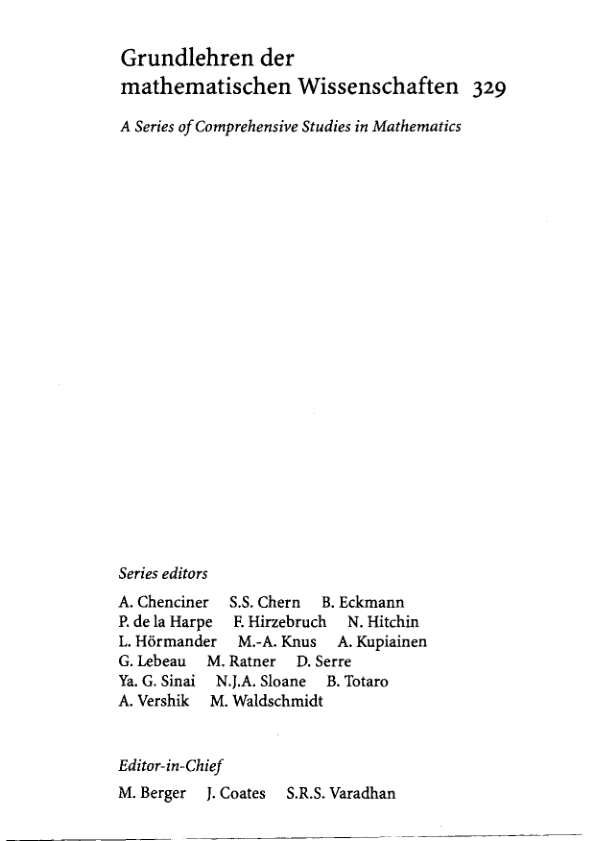 Grundlehren der
mathematischen Wissenschaften 329
A Series of Comprehensive Studies in Mathematics
Series editors
A. Chenciner S.S. Chern B. Eckmann
P. de la Harpe F. Hirzebruch N. Hitchin
L. Hörmander M.-A. Knus A. Kupiainen
G. Lebeau M. Ratner D. Serre
Ya. G. Sinai N.J.A. Sloane B. Totaro
A. Vershik M. Waldschmidt
Editor-in-Chief
M. Berger J. Coates S.R.S. Varadhan